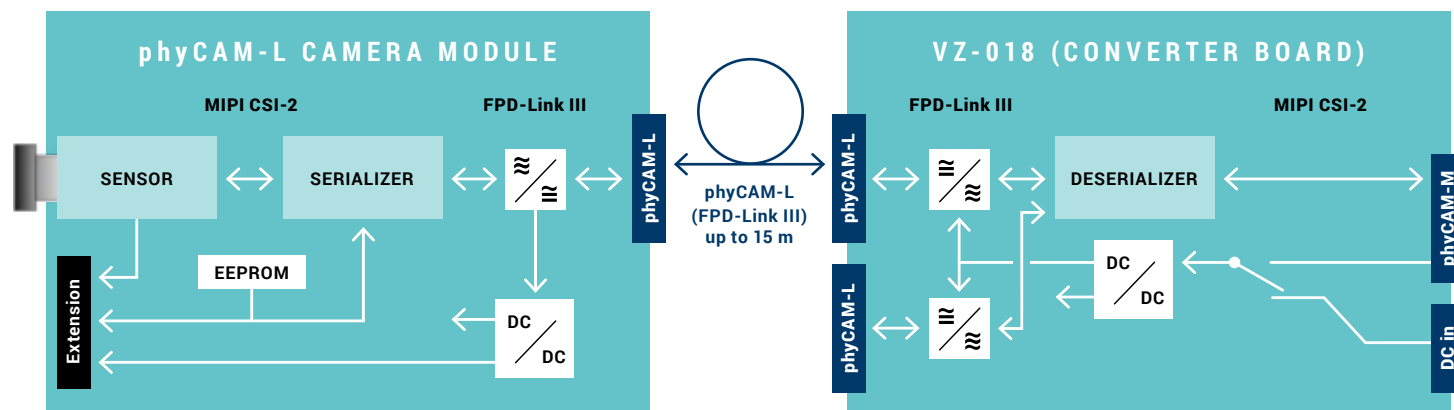 phyCAM-L CAMERA MODULE
MIPI CSI-2
FPD-Link III
SENSOR
SERIALIZER
≋
≅
phyCAM-L
EEPROM
Extension
DC
DC
phyCAM-L
(FPD-Link III)
up to 15 m
VZ-018 (CONVERTER BOARD)
FPD-Link III
MIPI CSI-2
phyCAM-L
≅
≋
DESERIALIZER
phyCAM-M
phyCAM-L
≅
≋
DC
DC
DC in